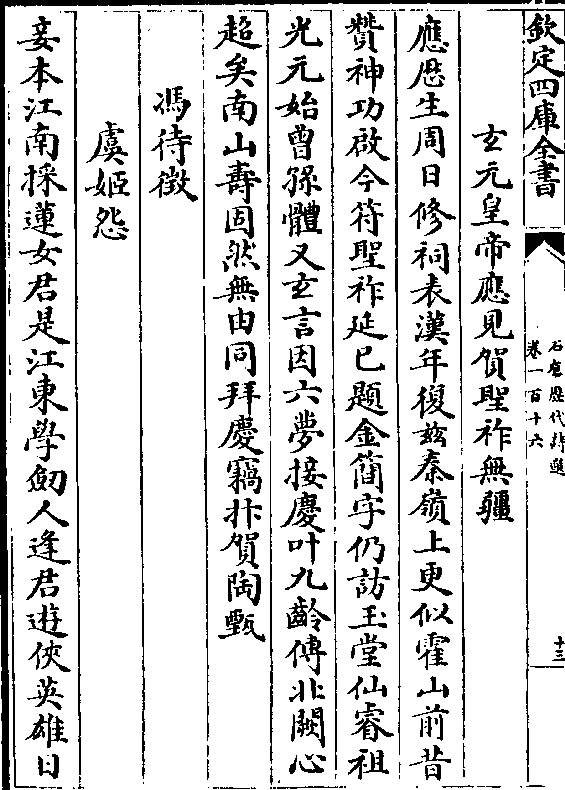 欽定四庫全書
石倉歷代詩選
卷一百十六
十三
玄元皇帝應見賀聖祚無疆
應歷生周日修祠表漢年復兹秦嶺上更似霍山前昔
贊神功啟今符聖祚延已題金簡字仍訪玉堂仙睿祖
光元始曾孫體又玄言因六夢接慶叶九齡傳北闕心
超矣南山壽固然無由同拜慶竊抃賀陶甄
馮待徵
虞姬怨
妾本江南採蓮女君是江東學劒人逢君遊俠英雄日